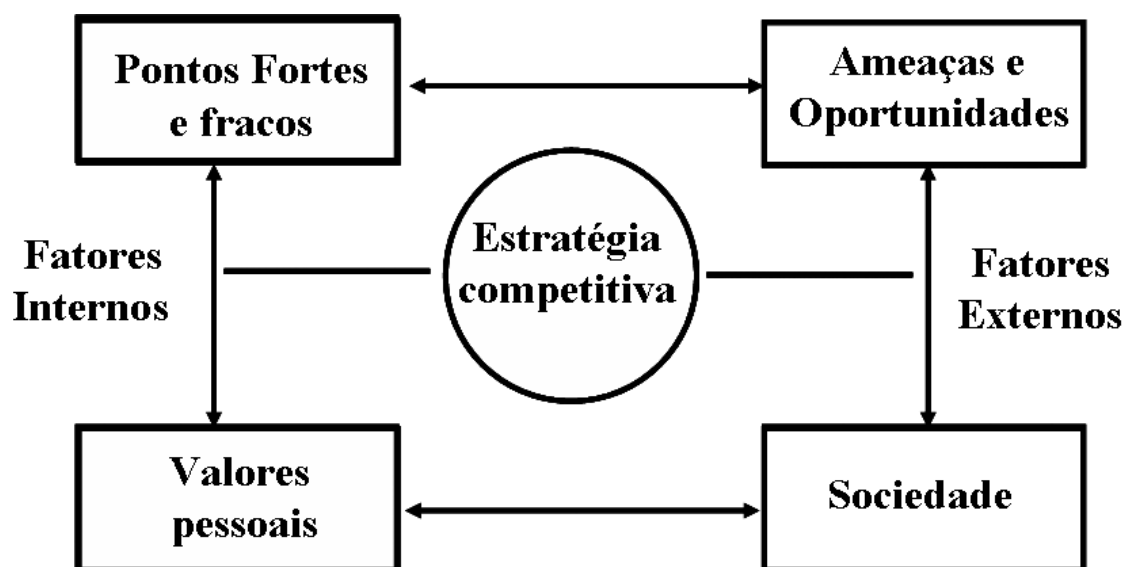 Pontos Fortes
e fracos
Ameaças e
Oportunidades
Estratégia
competitiva
Fatores
Internos
Fatores
Externos
Valores
pessoais
Sociedade